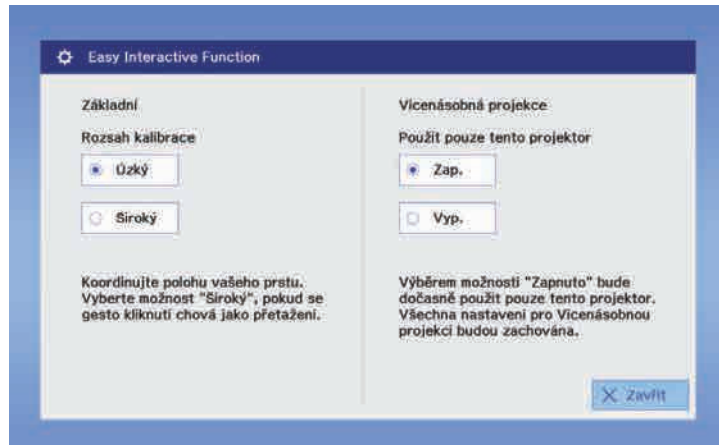 Easy Interactive Function
Základní
Rozsah kalibrace
Úzký
Široký
Koordinujte polohu vašeho prstu.
Vyberte možnost "Široký", pokud se
gesto kliknutí chová jako přetažení.
Vícenásobná projekce
Použít pouze tento projektor
Zap.
Vyp.
Výběrem možnosti "Zapnuto" bude
dočasně použit pouze tento projektor.
Všechna nastavení pro Vícenásobnou
projekci budou zachována.
Zavřít